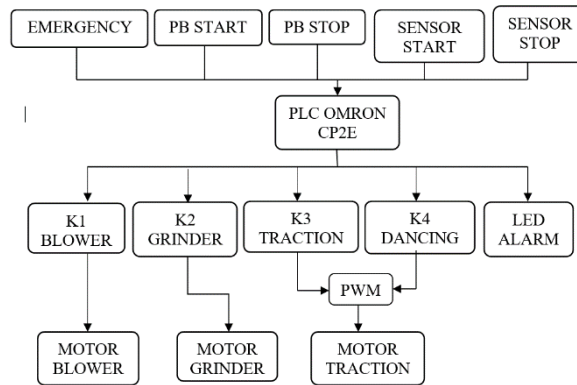 EMERGENCY
PB START
PB STOP
SENSOR
START
SENSOR
STOP
PLC OMRON
CP2E
K1
BLOWER
K2
GRINDER
K3
TRACTION
K4
DANCING
LED
ALARM
PWM
MOTOR
BLOWER
MOTOR
GRINDER
MOTOR
TRACTION